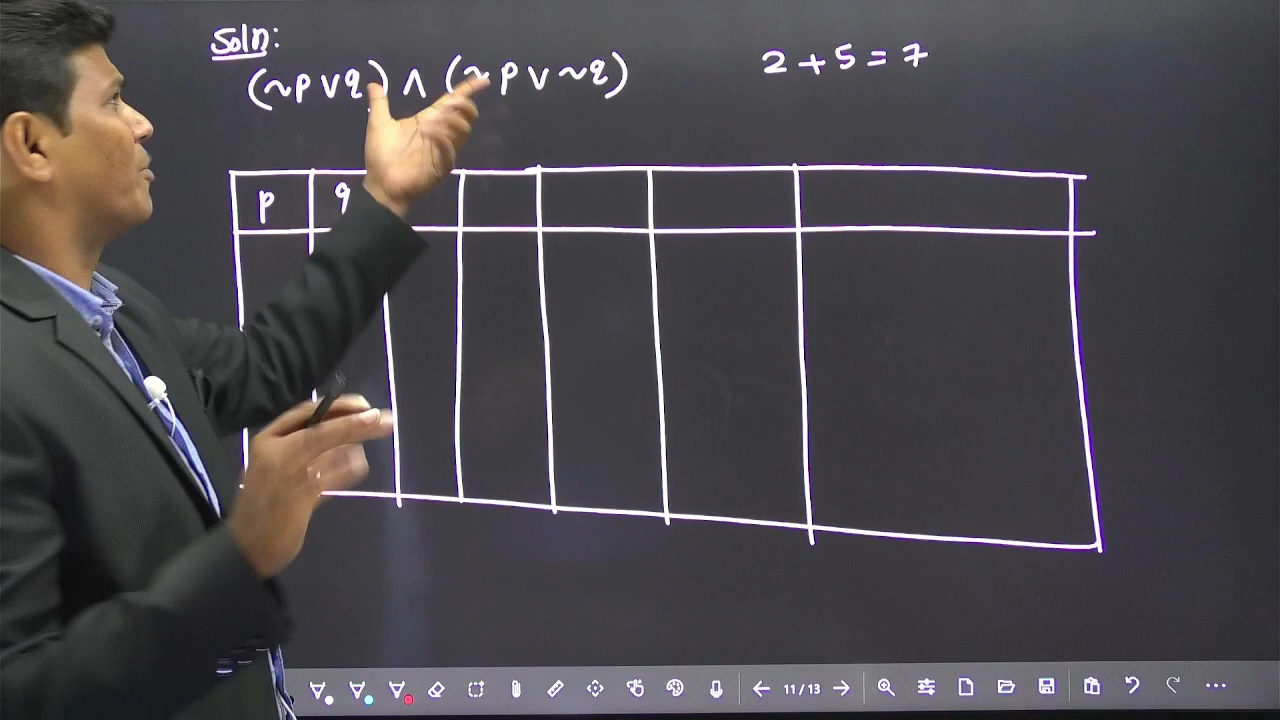 Soln:
(~p∨q) ∧ (~p∨~q)
2+5=7
p q
11/13